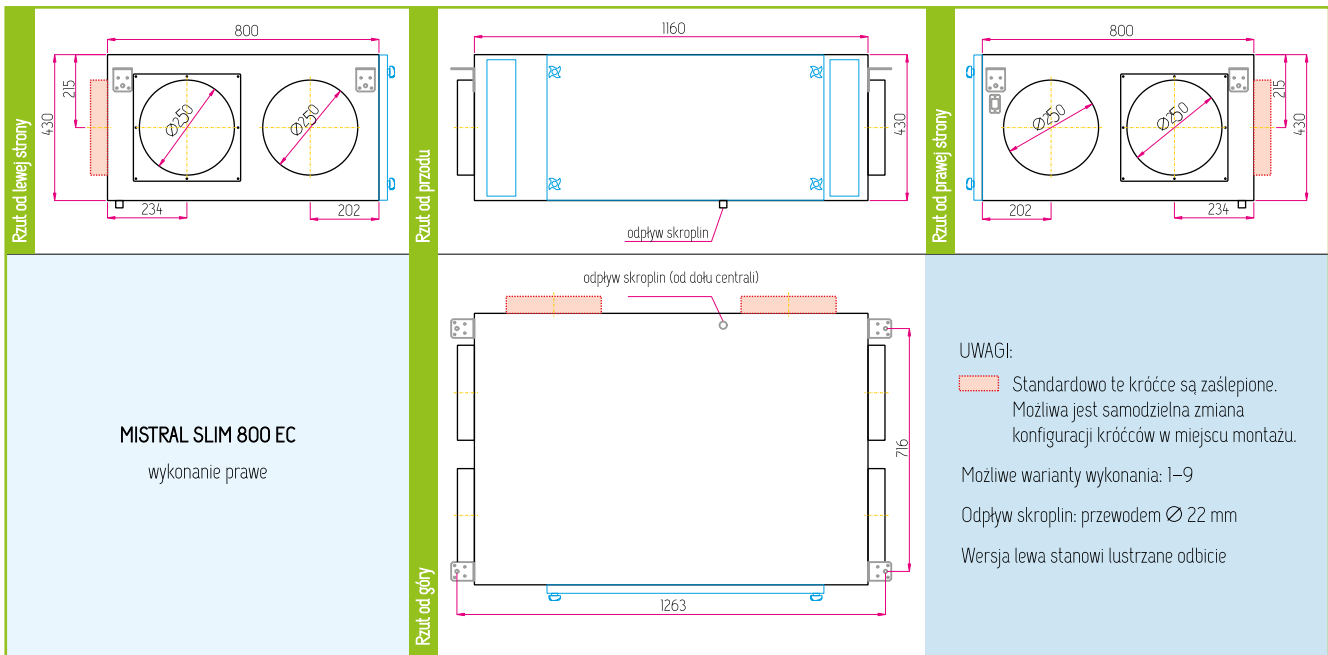 Rzut od lewej strony
800
215
430
Ø250
Ø250
234
202
Rzut od przodu
1160
430
odpływ skroplin
Rzut od prawej strony
800
Ø250
Ø250
215
430
202
234
MISTRAL SLIM 800 EC
wykonanie prawe
Rzut od góry
odpływ skroplin (od dołu centrali)
716
1263
UWAGI:
Standardowo te króćce są zaślepione.
Możliwa jest samodzielna zmiana
konfiguracji króćców w miejscu montażu.
Możliwe warianty wykonania: 1–9
Odpływ skroplin: przewodem Ø 22 mm
Wersja lewa stanowi lustrzane odbicie